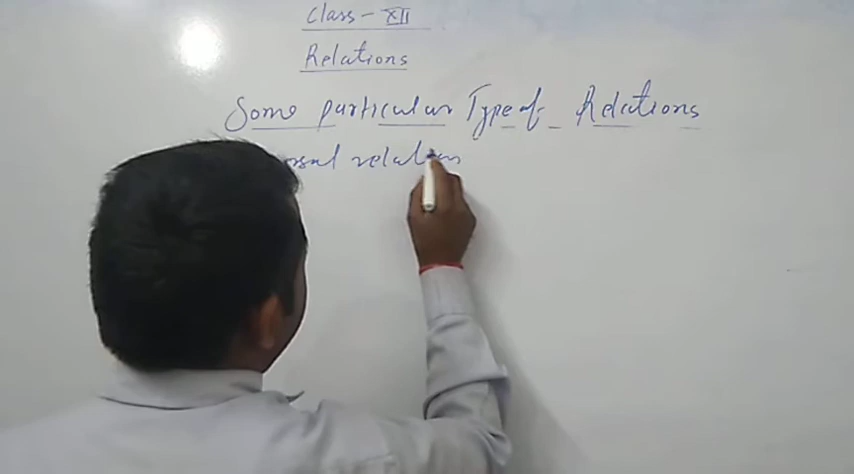 Class - XII
Relations
Some particular Type of Relations
relation